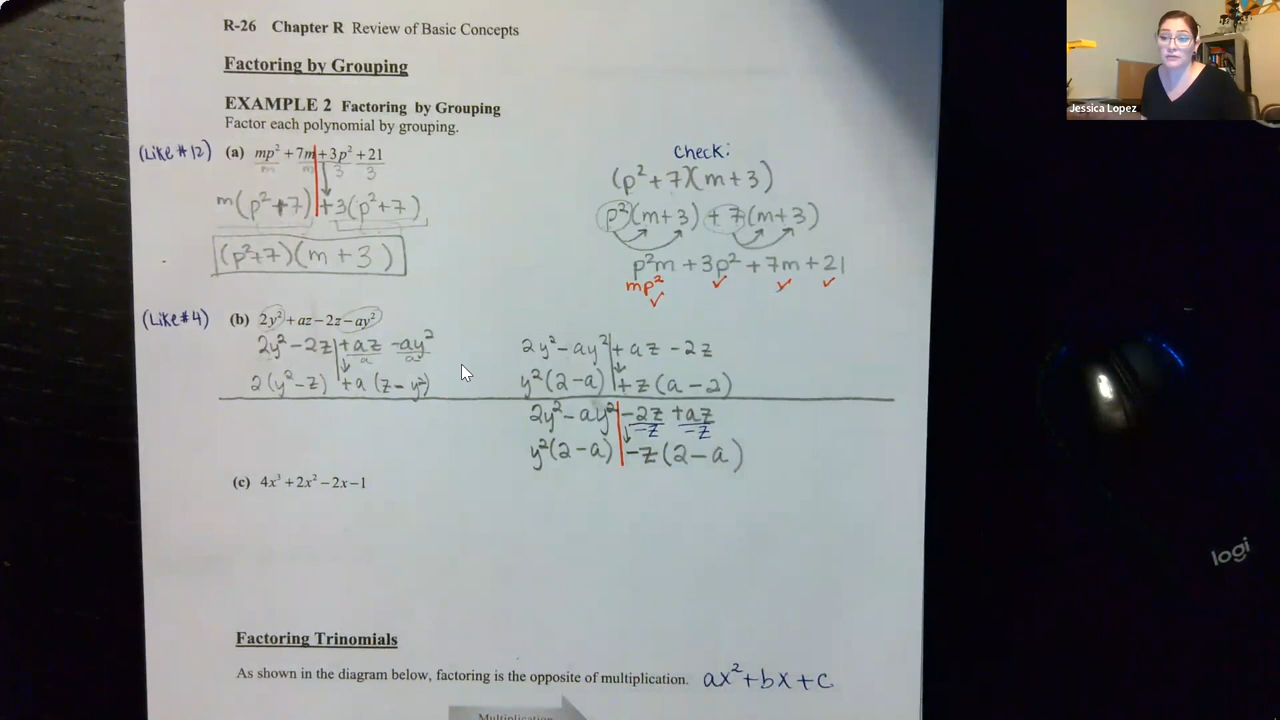 R-26 Chapter R Review of Basic Concepts
Jessica Lopez
Factoring by Grouping
EXAMPLE 2 Factoring by Grouping
Factor each polynomial by grouping.
(Like #12) (a) mp² + 7m + 3p² + 21
m m 3 3
m(p² + 7) + 3(p² + 7)
(p² + 7)(m + 3)
check:
(p² + 7)(m + 3)
p²(m + 3) + 7(m + 3)
p²m + 3p² + 7m + 21
mp² ✓ ✓ ✓ ✓
(Like #4) (b) 2y² + az – 2z – ay²
2y² – 2z + az – ay²
a a
2(y² – z) + a(z – y²)
2y² – ay² + az – 2z
y²(2 – a) + z(a – 2)
2y² – ay² – 2z + az
–z –z
y²(2 – a) – z(2 – a)
(c) 4x³ + 2x² – 2x – 1
logi
Factoring Trinomials
As shown in the diagram below, factoring is the opposite of multiplication. ax² + bx + c
Multiplication